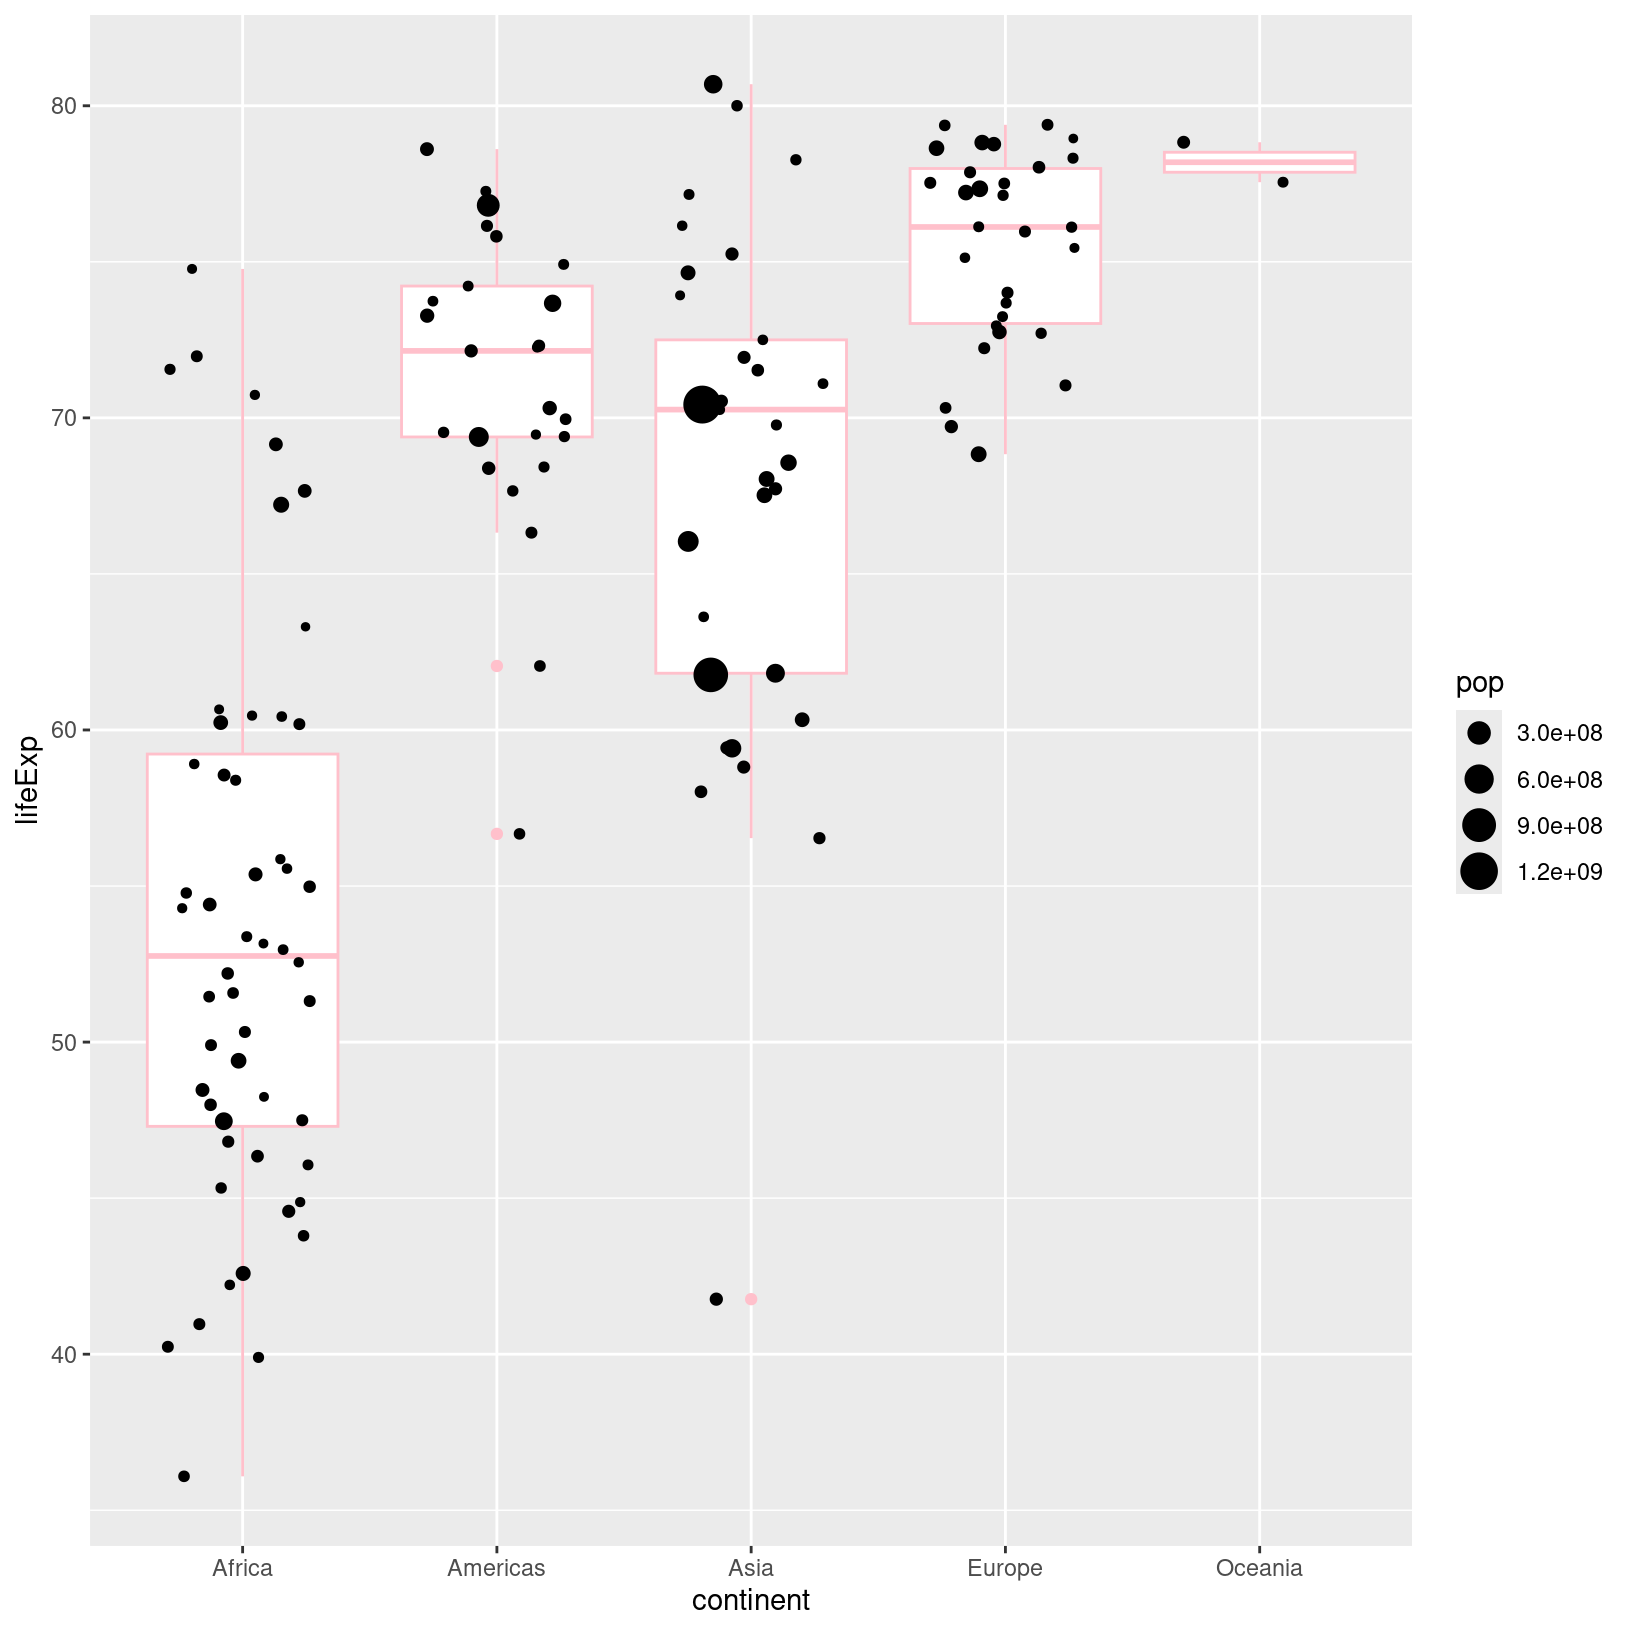 80
70
60
50
40
lifeExp
Africa Americas Asia Europe Oceania
continent
pop
3.0e+08
6.0e+08
9.0e+08
1.2e+09